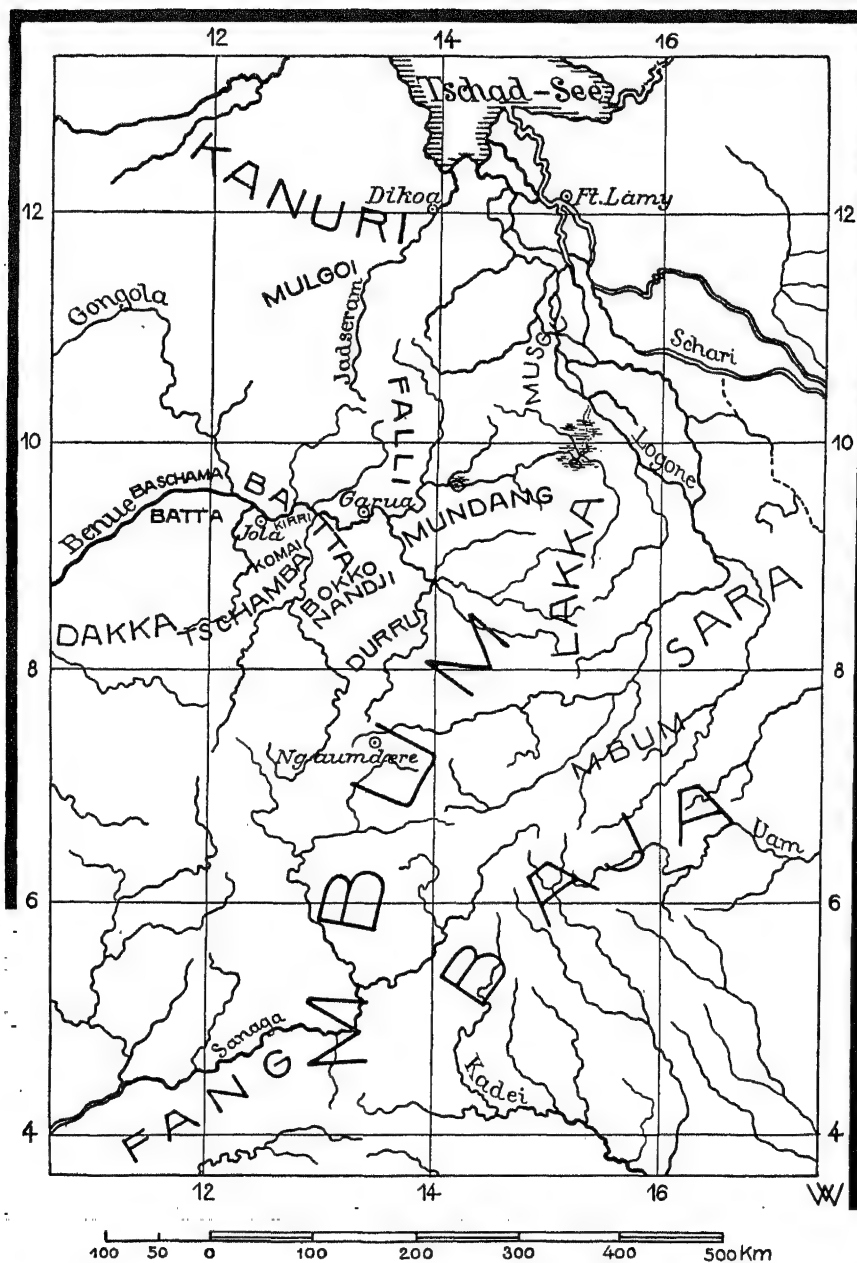 12 14 16
Tschad-See
KANURI
Dikoa
Ft. Lamy
12 12
MULGOI
Gongola
Jadseram
MUSGU
Schari
FALLI
10 10
Logone
Benue
BASCHAMA
BATTA
BATTA
Garua
Jola
KIRRI
MUNDANG
KOMAI
LAKKA
BOKKO
NANDJI
SARA
DAKKA
TSCHAMBA
DURRU
8 8
Ngaumdære
MBUM
MBUM
BAJA
Uam
6 6
Sanaga
FANG
Kadei
4 4
12 14 16
100 50 0 100 200 300 400 500 Km